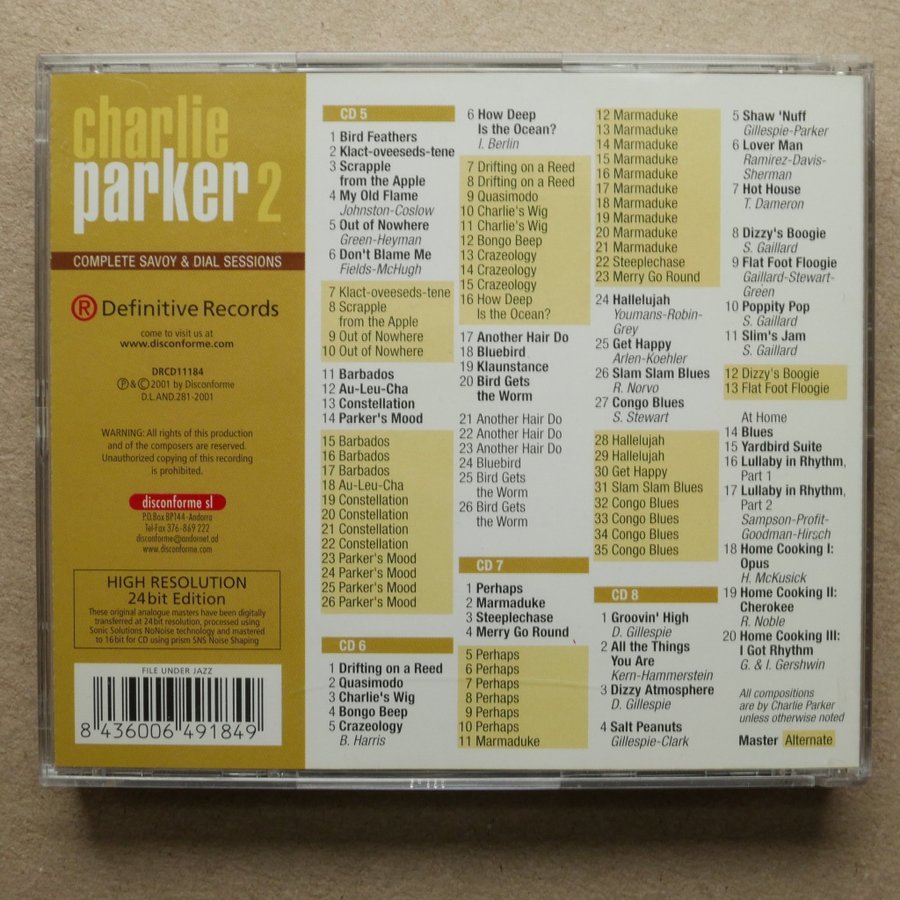 charlie
parker 2
COMPLETE SAVOY & DIAL SESSIONS
R Definitive Records
come to visit us at
www.disconforme.com
DRCD11184
℗ & © 2001 by Disconforme
D.L.AND.281-2001
WARNING: All rights of this production
and of the composers are reserved.
Unauthorized copying of this recording
is prohibited.
disconforme sl
P.O.Box BP144 - Andorra
Tel-Fax 376-869 222
disconforme@andornet.ad
www.disconforme.com
HIGH RESOLUTION
24bit Edition
These original analogue masters have been digitally
transferred at 24bit resolution, processed using
Sonic Solutions NoNoise technology and mastered
to 16bit for CD using prism SNS Noise Shaping
FILE UNDER JAZZ
8 436006 491849
CD 5
1 Bird Feathers
2 Klact-oveeseds-tene
3 Scrapple
from the Apple
4 My Old Flame
Johnston-Coslow
5 Out of Nowhere
Green-Heyman
6 Don't Blame Me
Fields-McHugh
7 Klact-oveeseds-tene
8 Scrapple
from the Apple
9 Out of Nowhere
10 Out of Nowhere
11 Barbados
12 Au-Leu-Cha
13 Constellation
14 Parker's Mood
15 Barbados
16 Barbados
17 Barbados
18 Au-Leu-Cha
19 Constellation
20 Constellation
21 Constellation
22 Constellation
23 Parker's Mood
24 Parker's Mood
25 Parker's Mood
26 Parker's Mood
CD 6
1 Drifting on a Reed
2 Quasimodo
3 Charlie's Wig
4 Bongo Beep
5 Crazeology
B. Harris
6 How Deep
Is the Ocean?
I. Berlin
7 Drifting on a Reed
8 Drifting on a Reed
9 Quasimodo
10 Charlie's Wig
11 Charlie's Wig
12 Bongo Beep
13 Crazeology
14 Crazeology
15 Crazeology
16 How Deep
Is the Ocean?
17 Another Hair Do
18 Bluebird
19 Klaunstance
20 Bird Gets
the Worm
21 Another Hair Do
22 Another Hair Do
23 Another Hair Do
24 Bluebird
25 Bird Gets
the Worm
26 Bird Gets
the Worm
CD 7
1 Perhaps
2 Marmaduke
3 Steeplechase
4 Merry Go Round
5 Perhaps
6 Perhaps
7 Perhaps
8 Perhaps
9 Perhaps
10 Perhaps
11 Marmaduke
12 Marmaduke
13 Marmaduke
14 Marmaduke
15 Marmaduke
16 Marmaduke
17 Marmaduke
18 Marmaduke
19 Marmaduke
20 Marmaduke
21 Marmaduke
22 Steeplechase
23 Merry Go Round
24 Hallelujah
Youmans-Robin-
Grey
25 Get Happy
Arlen-Koehler
26 Slam Slam Blues
R. Norvo
27 Congo Blues
S. Stewart
28 Hallelujah
29 Hallelujah
30 Get Happy
31 Slam Slam Blues
32 Congo Blues
33 Congo Blues
34 Congo Blues
35 Congo Blues
CD 8
1 Groovin' High
D. Gillespie
2 All the Things
You Are
Kern-Hammerstein
3 Dizzy Atmosphere
D. Gillespie
4 Salt Peanuts
Gillespie-Clark
5 Shaw 'Nuff
Gillespie-Parker
6 Lover Man
Ramirez-Davis-
Sherman
7 Hot House
T. Dameron
8 Dizzy's Boogie
S. Gaillard
9 Flat Foot Floogie
Gaillard-Stewart-
Green
10 Poppity Pop
S. Gaillard
11 Slim's Jam
S. Gaillard
12 Dizzy's Boogie
13 Flat Foot Floogie
At Home
14 Blues
15 Yardbird Suite
16 Lullaby in Rhythm,
Part 1
17 Lullaby in Rhythm,
Part 2
Sampson-Profit-
Goodman-Hirsch
18 Home Cooking I:
Opus
H. McKusick
19 Home Cooking II:
Cherokee
R. Noble
20 Home Cooking III:
I Got Rhythm
G. & I. Gershwin
All compositions
are by Charlie Parker
unless otherwise noted
Master Alternate